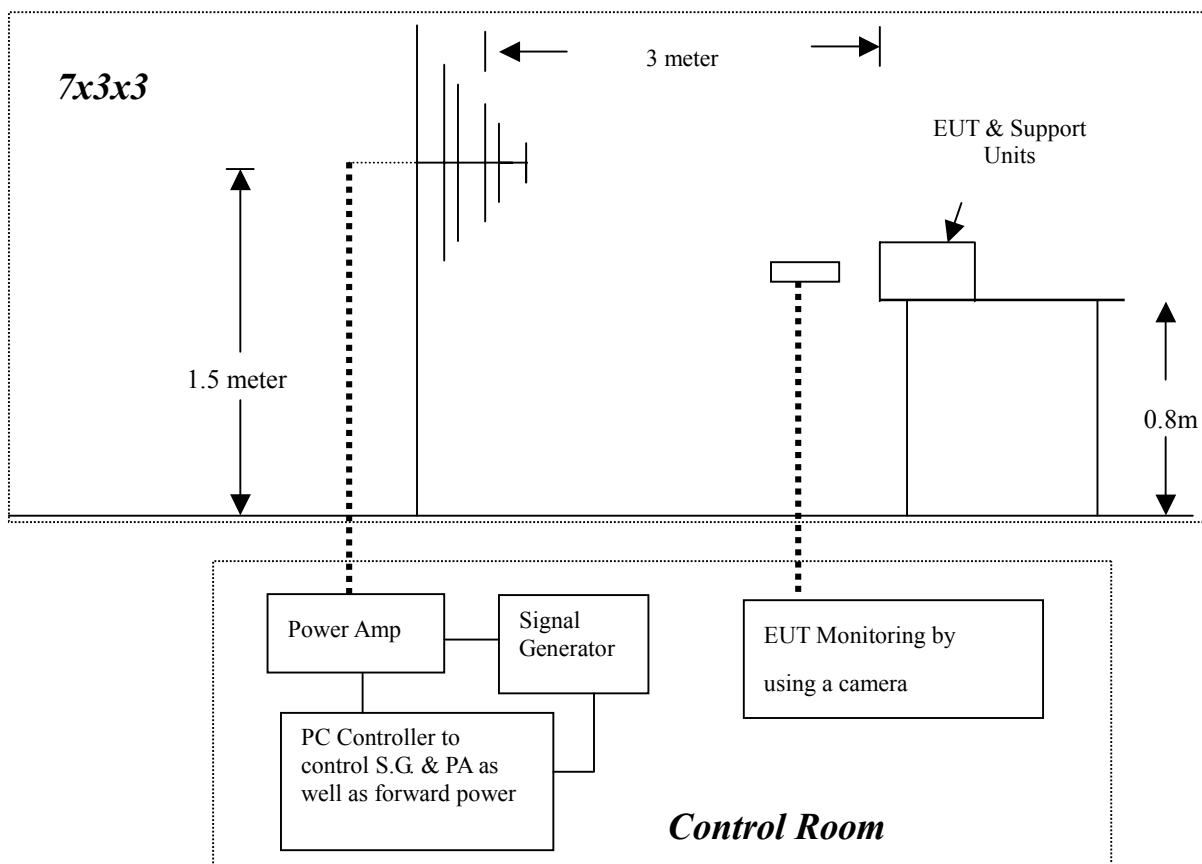 7x3x3
3 meter
EUT & Support
Units
1.5 meter
0.8m
Power Amp
Signal
Generator
EUT Monitoring by
using a camera
PC Controller to
control S.G. & PA as
well as forward power
Control Room